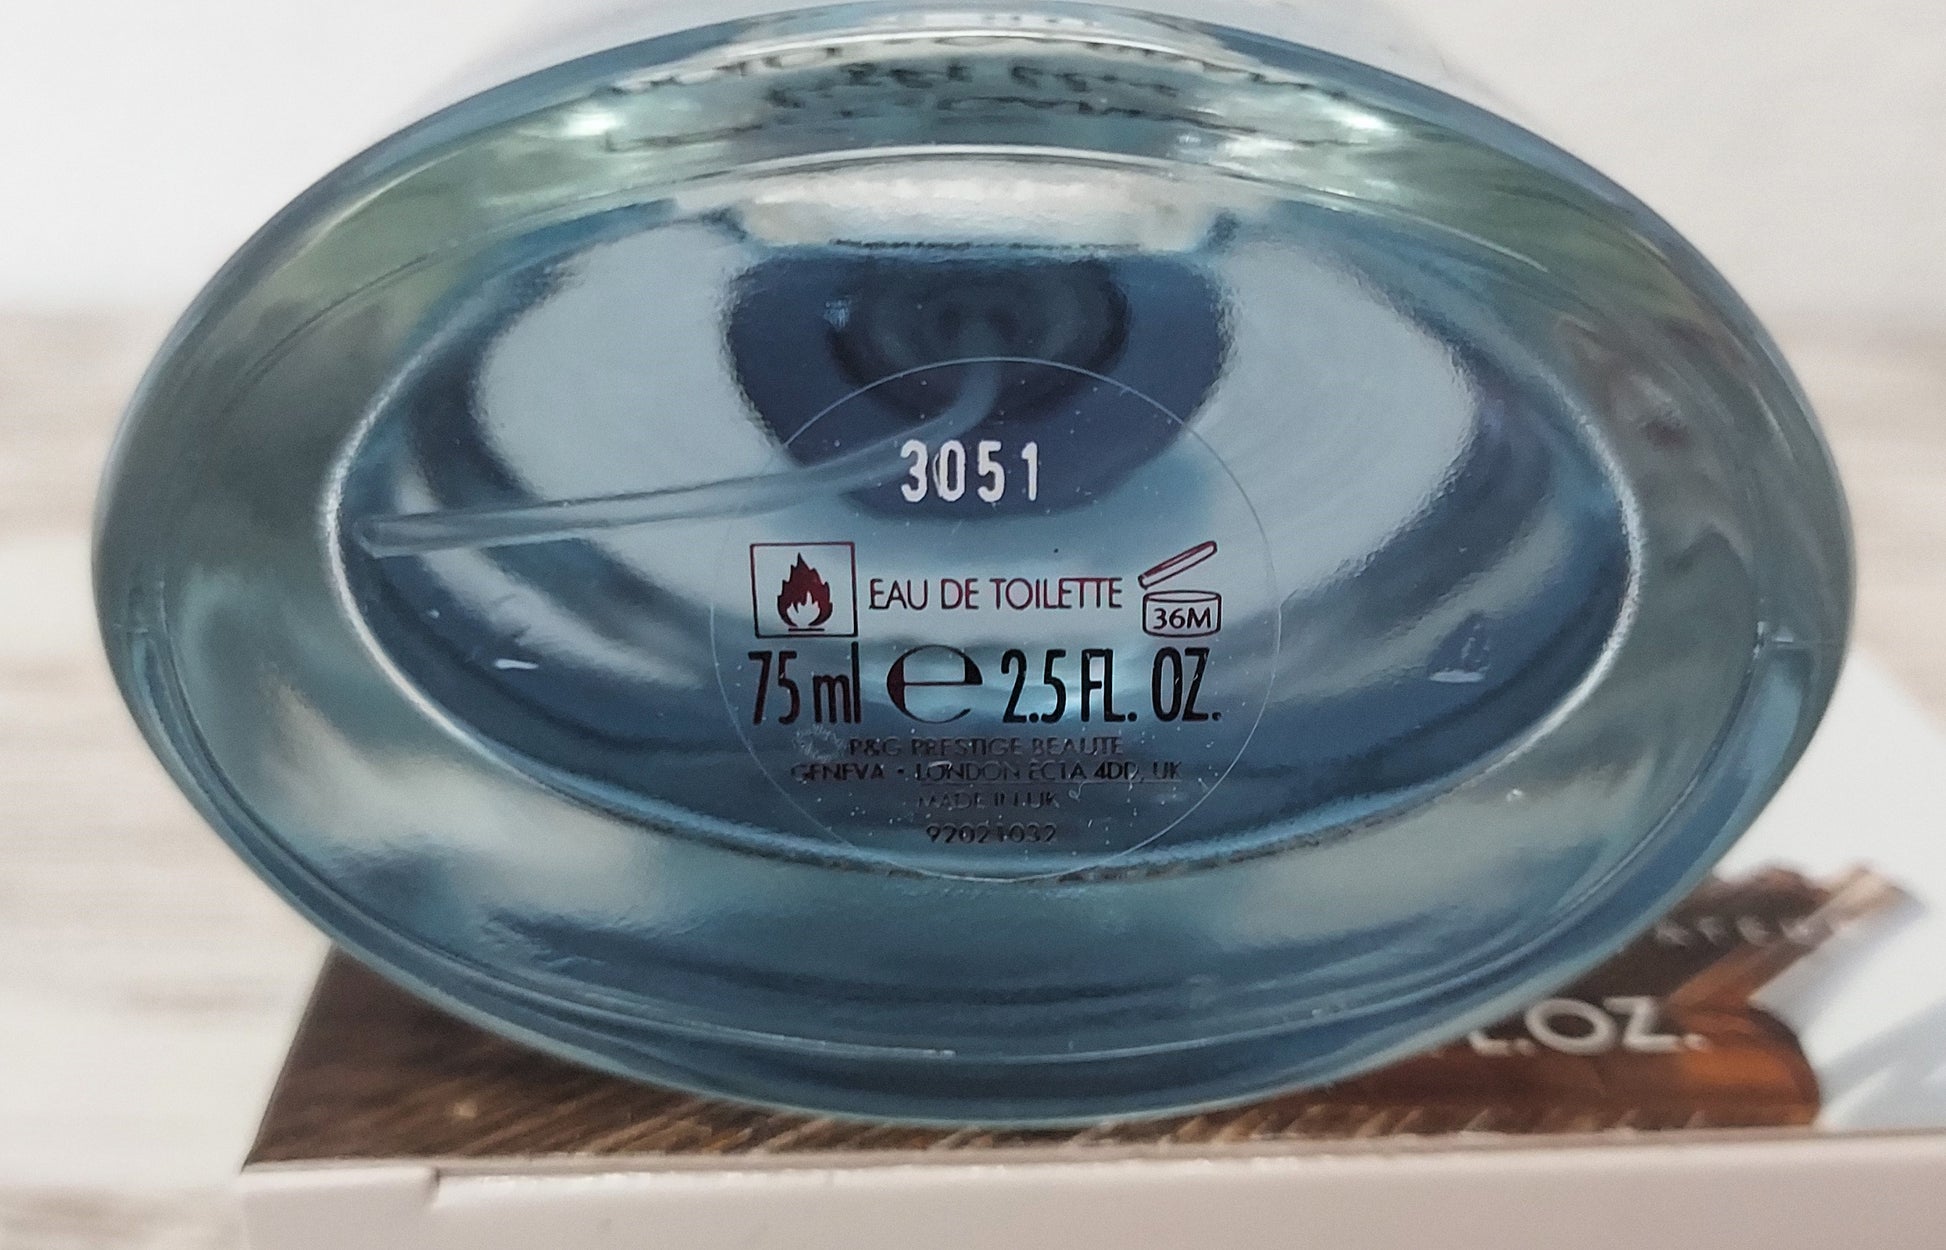 3051
EAU DE TOILETTE 36M
75 ml e 2.5 FL. OZ.
P&G PRESTIGE BEAUTE
GENEVA • LONDON EC1A 4DD, UK
MADE IN UK
92021032
L.OZ.